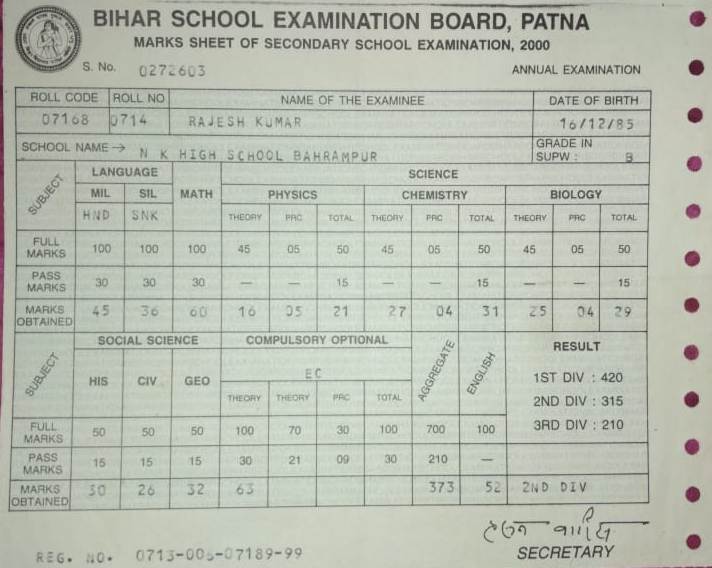 BIHAR SCHOOL EXAMINATION BOARD, PATNA
MARKS SHEET OF SECONDARY SCHOOL EXAMINATION, 2000
S. No. 0272603 ANNUAL EXAMINATION
ROLL CODE ROLL NO NAME OF THE EXAMINEE DATE OF BIRTH
07168 0714 RAJESH KUMAR 16/12/85
SCHOOL NAME → N K HIGH SCHOOL BAHRAMPUR GRADE IN SUPW : B
SUBJECT LANGUAGE MATH SCIENCE
MIL SIL PHYSICS CHEMISTRY BIOLOGY
HND SNK THEORY PRC TOTAL THEORY PRC TOTAL THEORY PRC TOTAL
FULL MARKS 100 100 100 45 05 50 45 05 50 45 05 50
PASS MARKS 30 30 30 — — 15 — — 15 — — 15
MARKS OBTAINED 45 36 60 16 05 21 27 04 31 25 04 29
SUBJECT SOCIAL SCIENCE COMPULSORY OPTIONAL AGGREGATE ENGLISH RESULT
HIS CIV GEO EC 1ST DIV : 420
THEORY THEORY PRC TOTAL 2ND DIV : 315
3RD DIV : 210
FULL MARKS 50 50 50 100 70 30 100 700 100
PASS MARKS 15 15 15 30 21 09 30 210 —
MARKS OBTAINED 30 26 32 63 373 52 2ND DIV
SECRETARY
REG. NO. 0713-005-07189-99